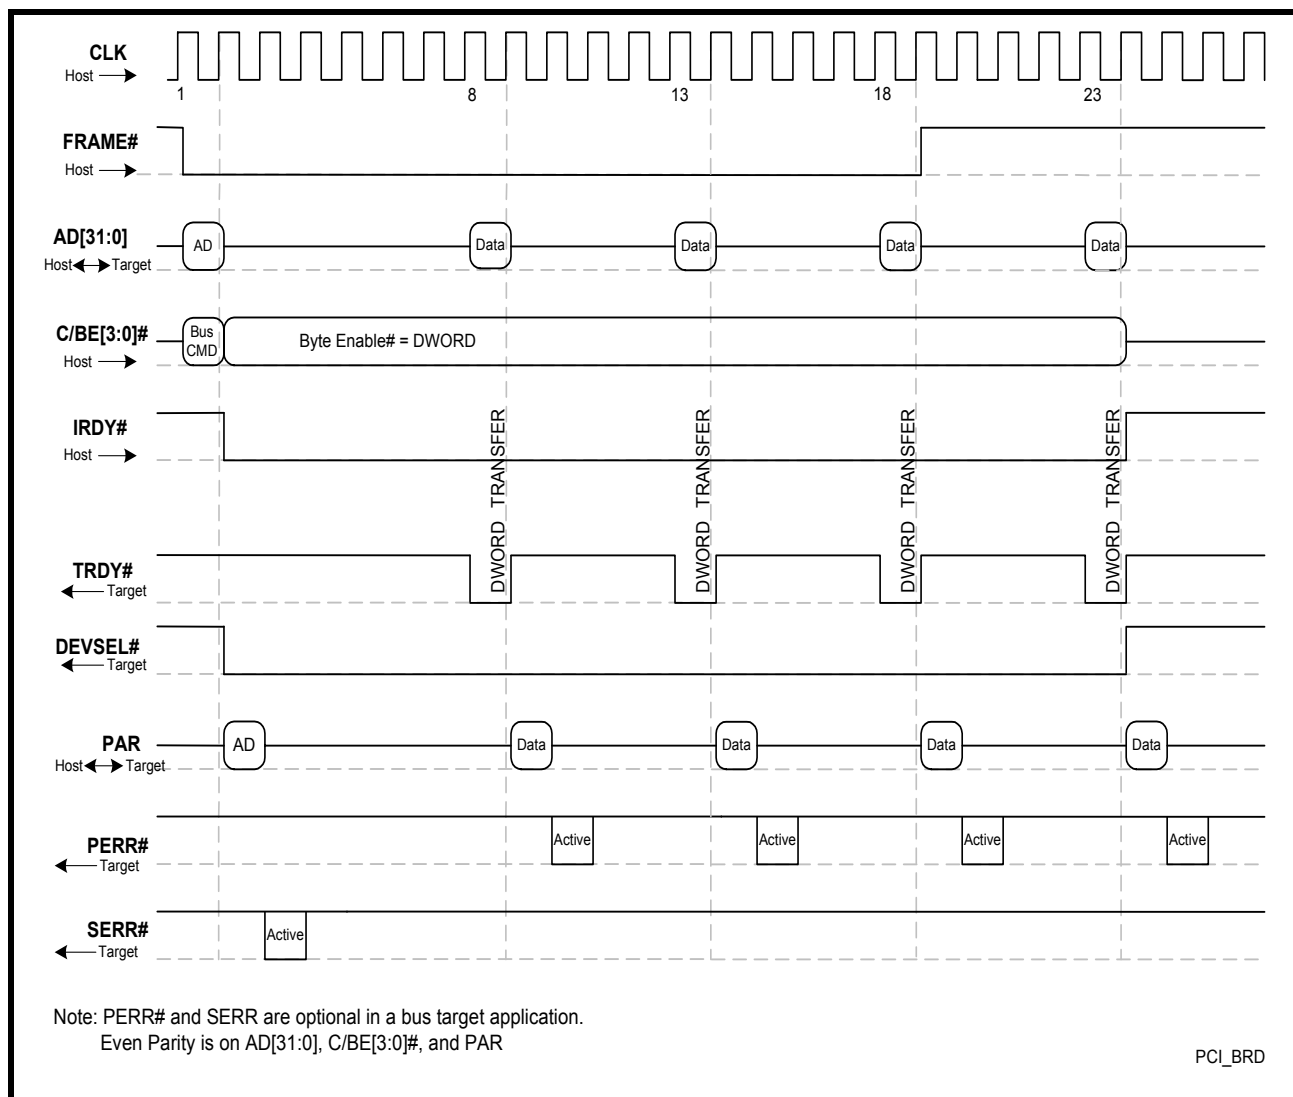 CLK
Host
1 8 13 18 23
FRAME#
Host
AD[31:0]
Host Target
AD Data Data Data Data
C/BE[3:0]#
Host
Bus
CMD
Byte Enable# = DWORD
IRDY#
Host
DWORD TRANSFER
DWORD TRANSFER
DWORD TRANSFER
DWORD TRANSFER
TRDY#
Target
DEVSEL#
Target
PAR
Host Target
AD Data Data Data Data
PERR#
Target
Active Active Active Active
SERR#
Target
Active
Note: PERR# and SERR are optional in a bus target application.
Even Parity is on AD[31:0], C/BE[3:0]#, and PAR
PCI_BRD